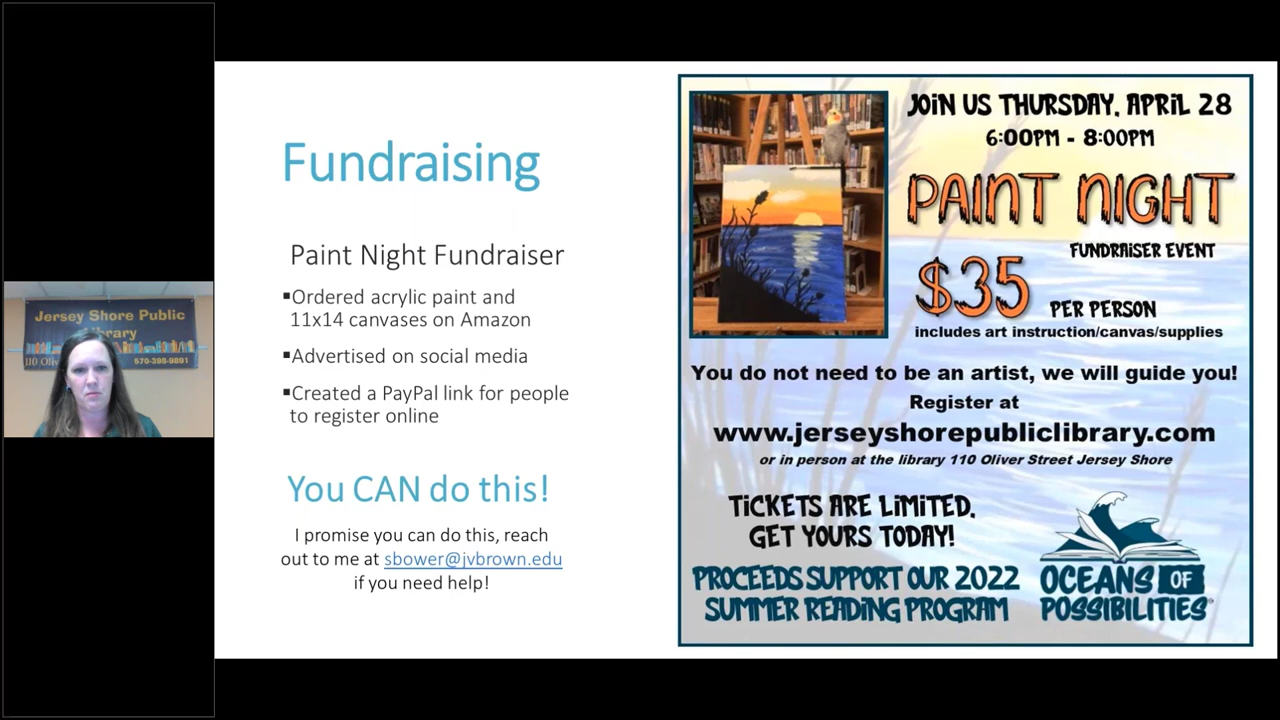 Jersey Shore Public
Library
110 Oliv
570-398-9891
Fundraising
Paint Night Fundraiser
▪Ordered acrylic paint and
11x14 canvases on Amazon
▪Advertised on social media
▪Created a PayPal link for people
to register online
You CAN do this!
I promise you can do this, reach
out to me at sbower@jvbrown.edu
if you need help!
JOIN US THURSDAY, APRIL 28
6:00PM - 8:00PM
PAINT NIGHT
FUNDRAISER EVENT
$35 PER PERSON
includes art instruction/canvas/supplies
You do not need to be an artist, we will guide you!
Register at
www.jerseyshorepubliclibrary.com
or in person at the library 110 Oliver Street Jersey Shore
TICKETS ARE LIMITED,
GET YOURS TODAY!
PROCEEDS SUPPORT OUR 2022
SUMMER READING PROGRAM
OCEANS OF
POSSIBILITIES